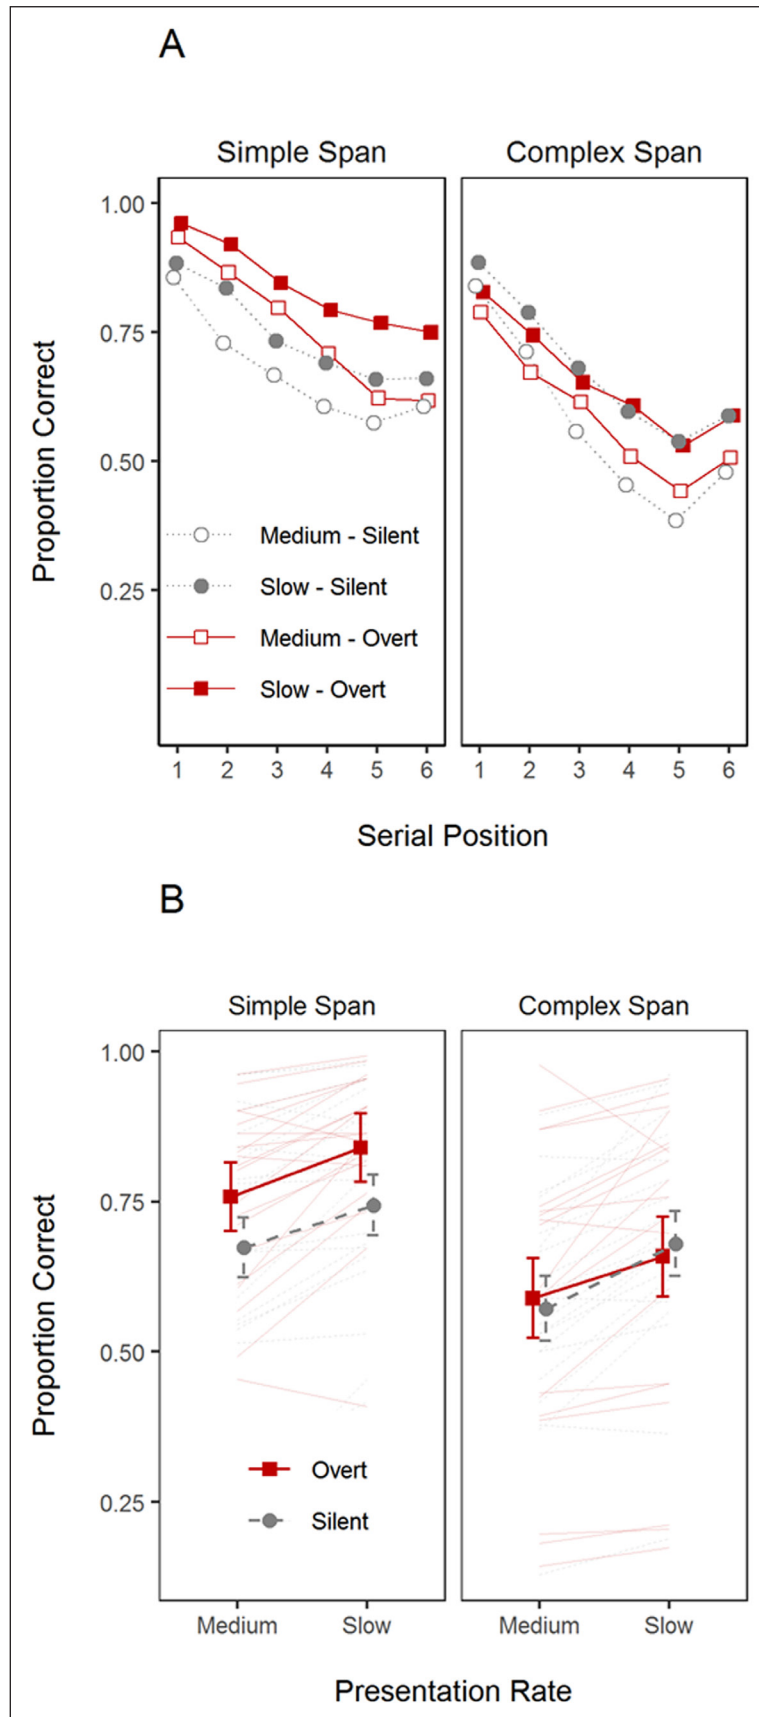 A
Simple Span
Complex Span
Proportion Correct
1.00
0.75
0.50
0.25
Medium - Silent
Slow - Silent
Medium - Overt
Slow - Overt
1 2 3 4 5 6
1 2 3 4 5 6
Serial Position
B
Simple Span
Complex Span
Proportion Correct
1.00
0.75
0.50
0.25
Overt
Silent
Medium Slow
Medium Slow
Presentation Rate